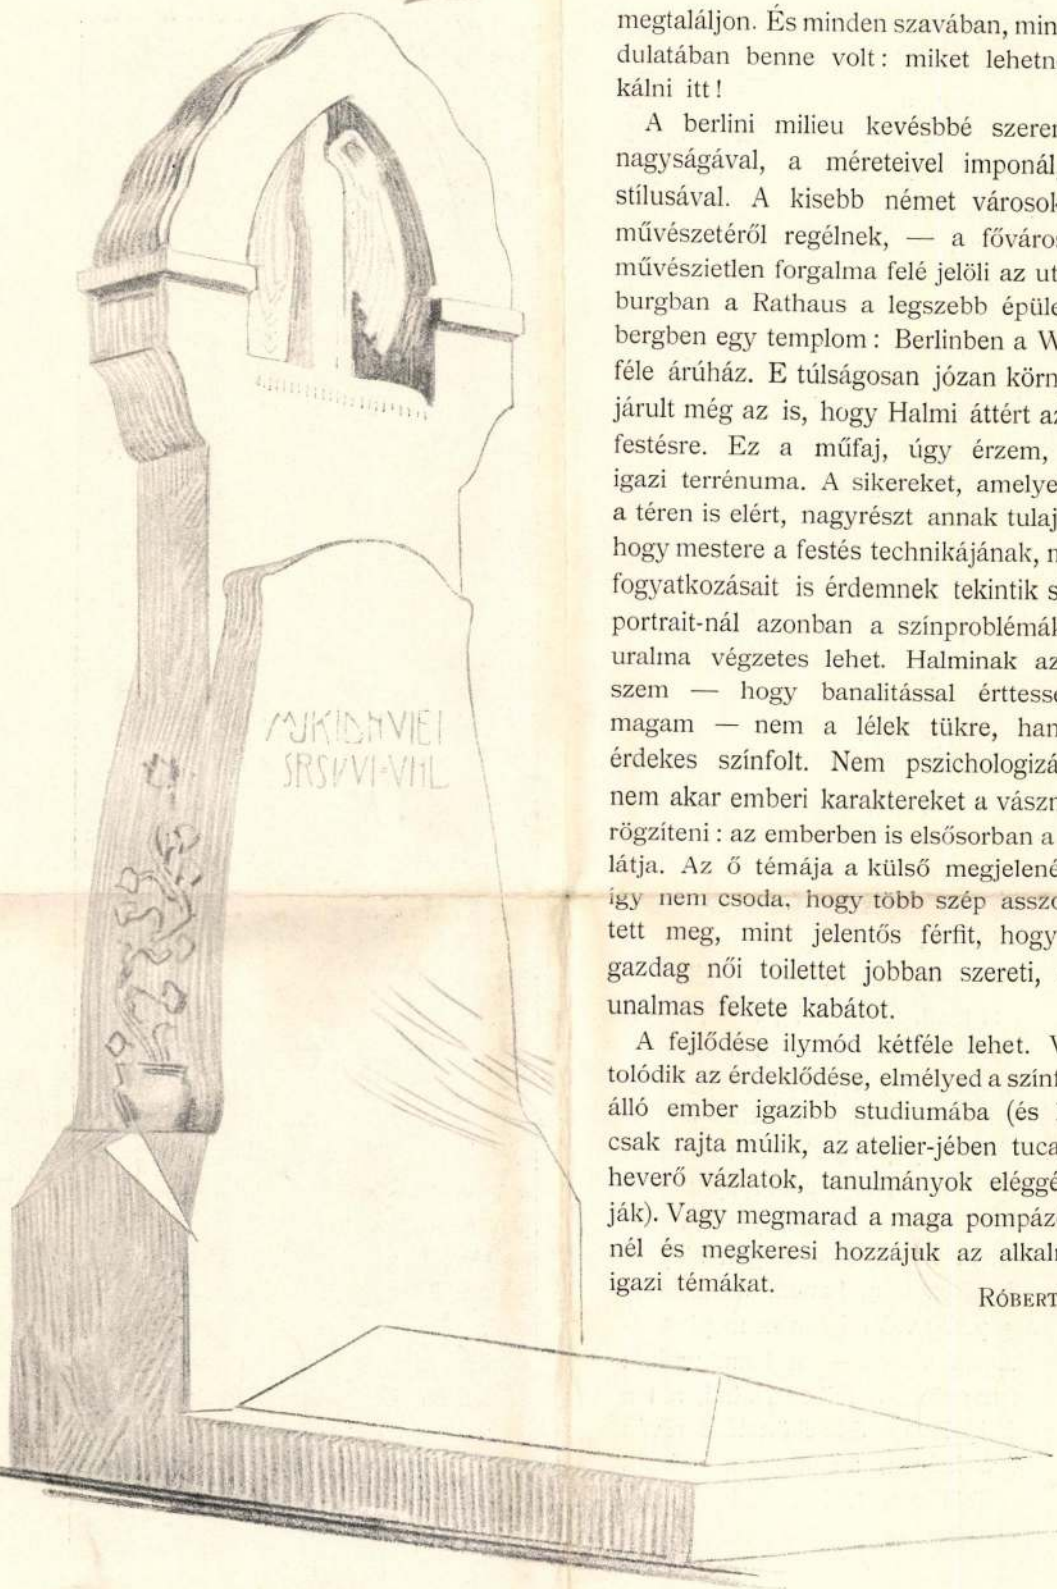 megtaláljon. És minden szavában, min
dulatában benne volt: miket lehetn
kálni itt!
A berlini milieu kevésbbé szeren
nagyságával, a méreteivel imponál
stílusával. A kisebb német városok
művészetéről regélnek, — a főváros
művészietlen forgalma felé jelöli az ut
burgban a Rathaus a legszebb épüle
bergben egy templom: Berlinben a W
féle árúház. E túlságosan józan körn
járult még az is, hogy Halmi áttért az
festésre. Ez a műfaj, úgy érzem,
igazi terrénuma. A sikereket, amelye
a téren is elért, nagyrészt annak tulaj
hogy mestere a festés technikájának, n
fogyatkozásait is érdemnek tekintik s
portrait-nál azonban a színproblémák
uralma végzetes lehet. Halminak az
szem — hogy banalitással érttesse
magam — nem a lélek tükre, han
érdekes színfolt. Nem pszichologizá
nem akar emberi karaktereket a vászn
rögzíteni: az emberben is elsősorban a
látja. Az ő témája a külső megjelené
így nem csoda, hogy több szép asszo
tett meg, mint jelentős férfit, hogy
gazdag női toilettet jobban szereti,
unalmas fekete kabátot.
A fejlődése ilymód kétféle lehet. V
tolódik az érdeklődése, elmélyed a színf
álló ember igazibb studiumába (és
csak rajta múlik, az atelier-jében tuca
heverő vázlatok, tanulmányok eléggé
ják). Vagy megmarad a maga pompáz
nél és megkeresi hozzájuk az alkaln
igazi témákat.
RÓBERT